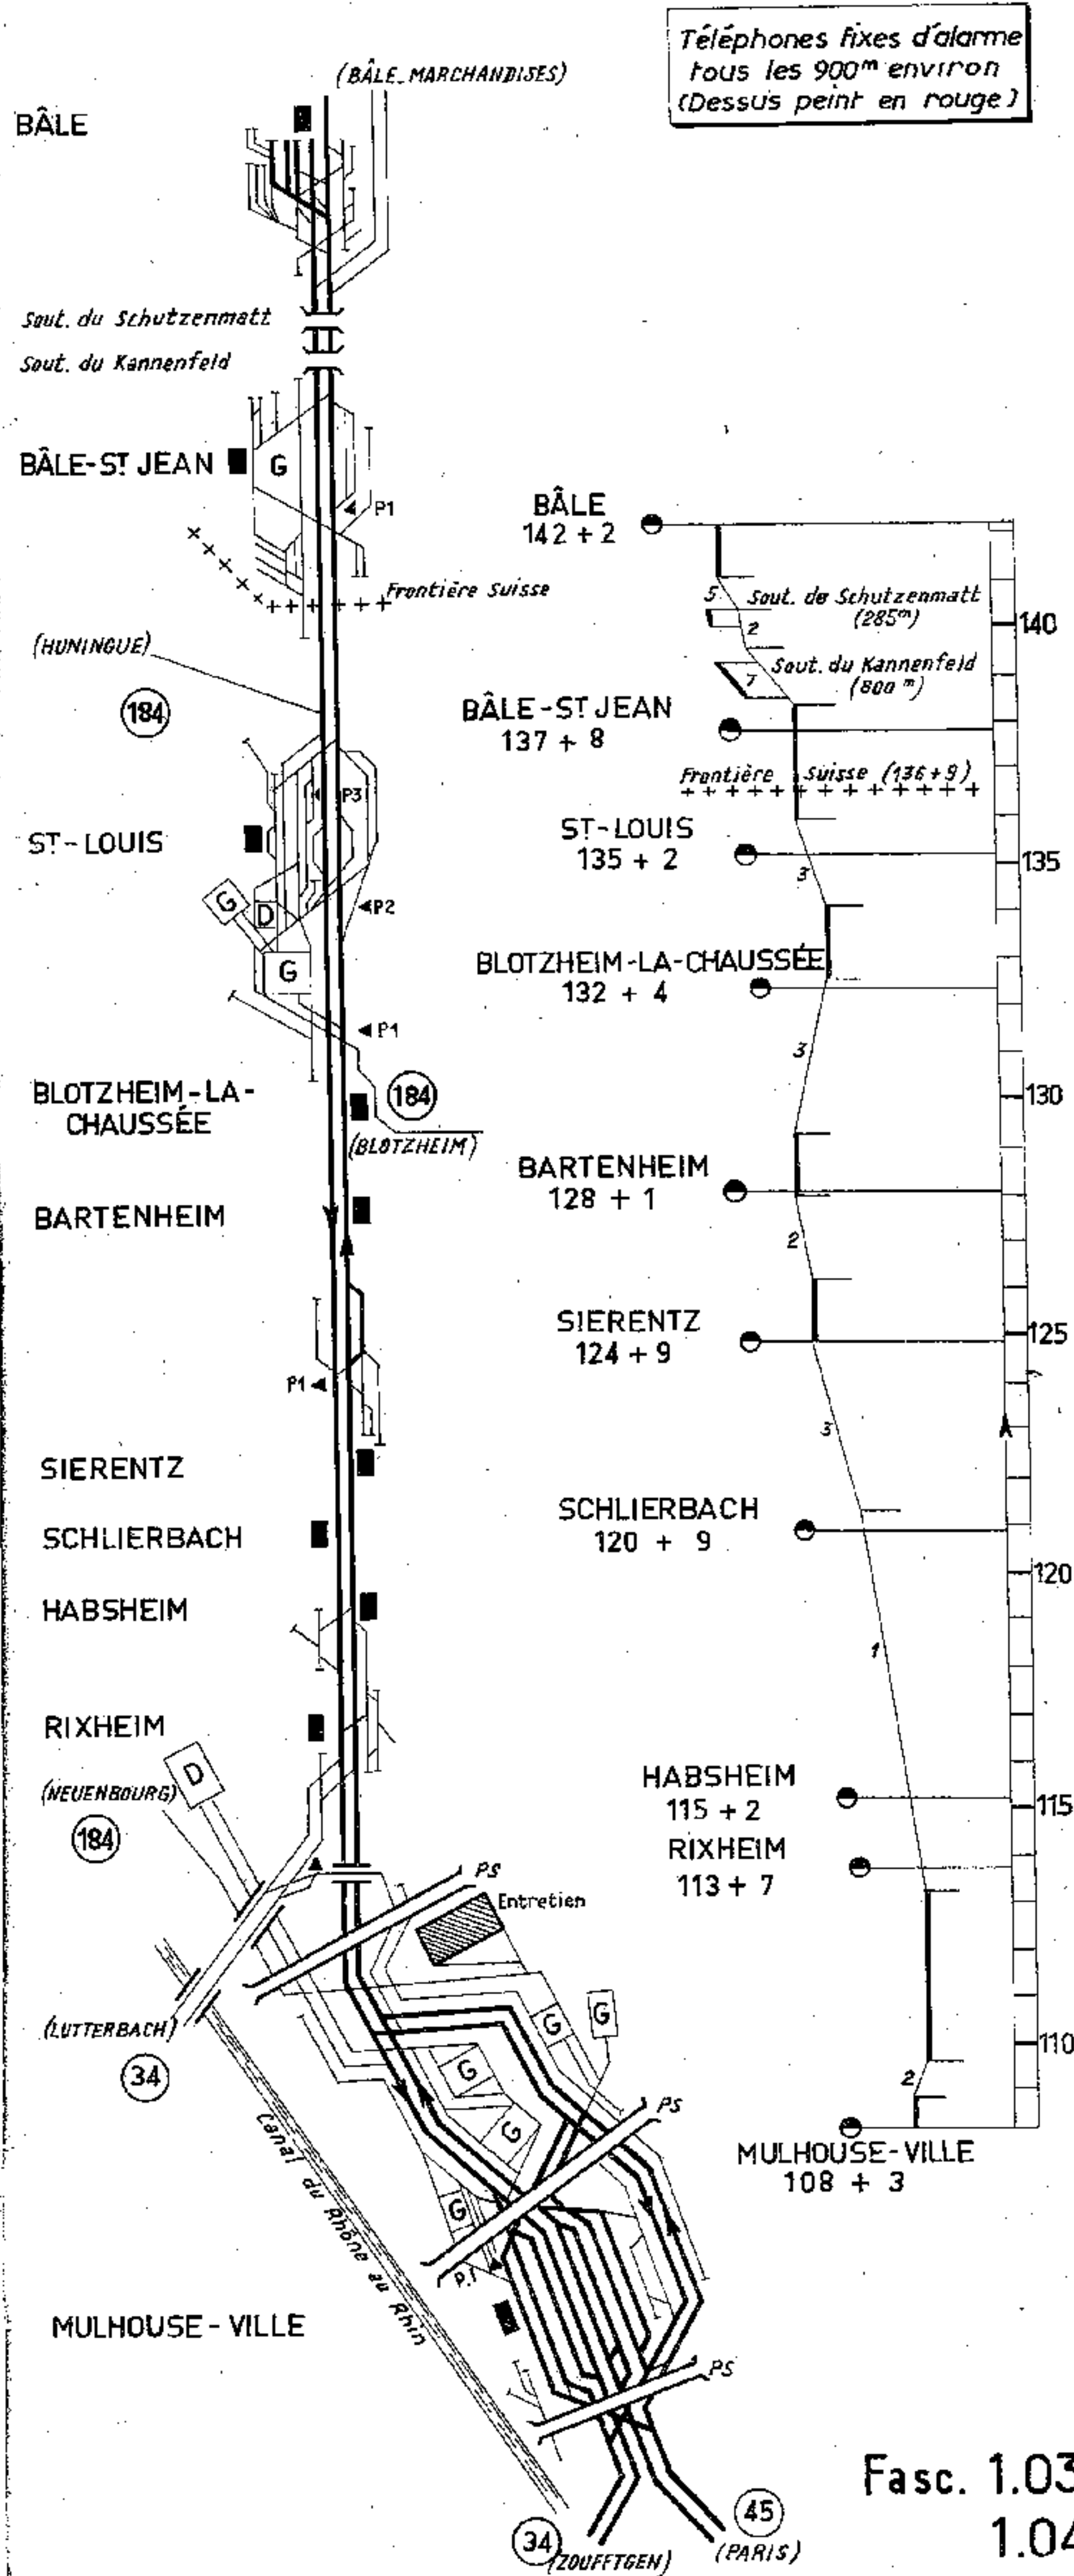 Téléphones fixes d'alarme
tous les 900m environ
(Dessus peint en rouge)
(BÂLE_MARCHANDISES)
BÂLE
Sout. du Schutzenmatt
Sout. du Kannenfeld
BÂLE-ST JEAN
G
P1
Frontière Suisse
(HUNINGUE)
184
P3
ST-LOUIS
P2
G
D
G
P1
BLOTZHEIM-LA-
CHAUSSÉE
184
(BLOTZHEIM)
BARTENHEIM
P1
SIERENTZ
SCHLIERBACH
HABSHEIM
RIXHEIM
D
(NEUENBOURG)
184
PS
PS
Entretien
(LUTTERBACH)
34
G
G
G
G
G
PS
Canal du Rhône au Rhin
P.1
MULHOUSE-VILLE
PS
34
(ZOUFFTGEN)
45
(PARIS)
BÂLE
142 + 2
5
Sout. de Schutzenmatt
(285m)
2
140
Sout. du Kannenfeld
(800 m)
7
BÂLE-ST JEAN
137 + 8
Frontière Suisse (136+9)
ST-LOUIS
135 + 2
135
3
BLOTZHEIM-LA-CHAUSSÉE
132 + 4
3
130
BARTENHEIM
128 + 1
2
SIERENTZ
124 + 9
125
3
SCHLIERBACH
120 + 9
120
1
HABSHEIM
115 + 2
115
RIXHEIM
113 + 7
110
2
MULHOUSE-VILLE
108 + 3
Fasc. 1.03
1.04